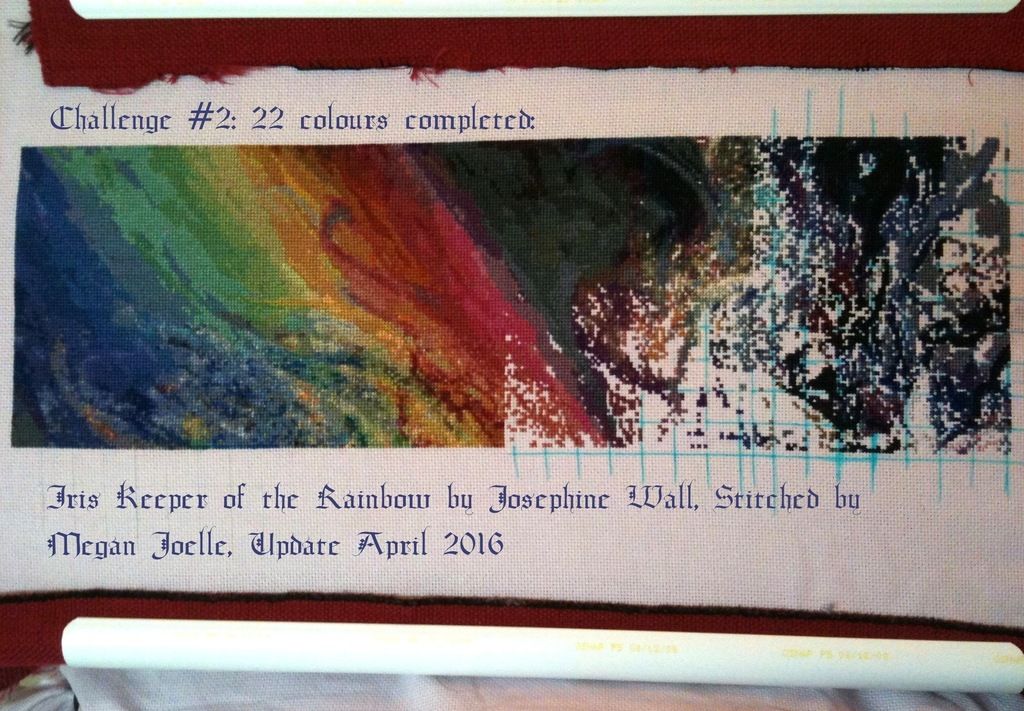 Challenge #2: 22 colours completed:
Iris Keeper of the Rainbow by Josephine Wall, Stitched by
Megan Joelle, Update April 2016